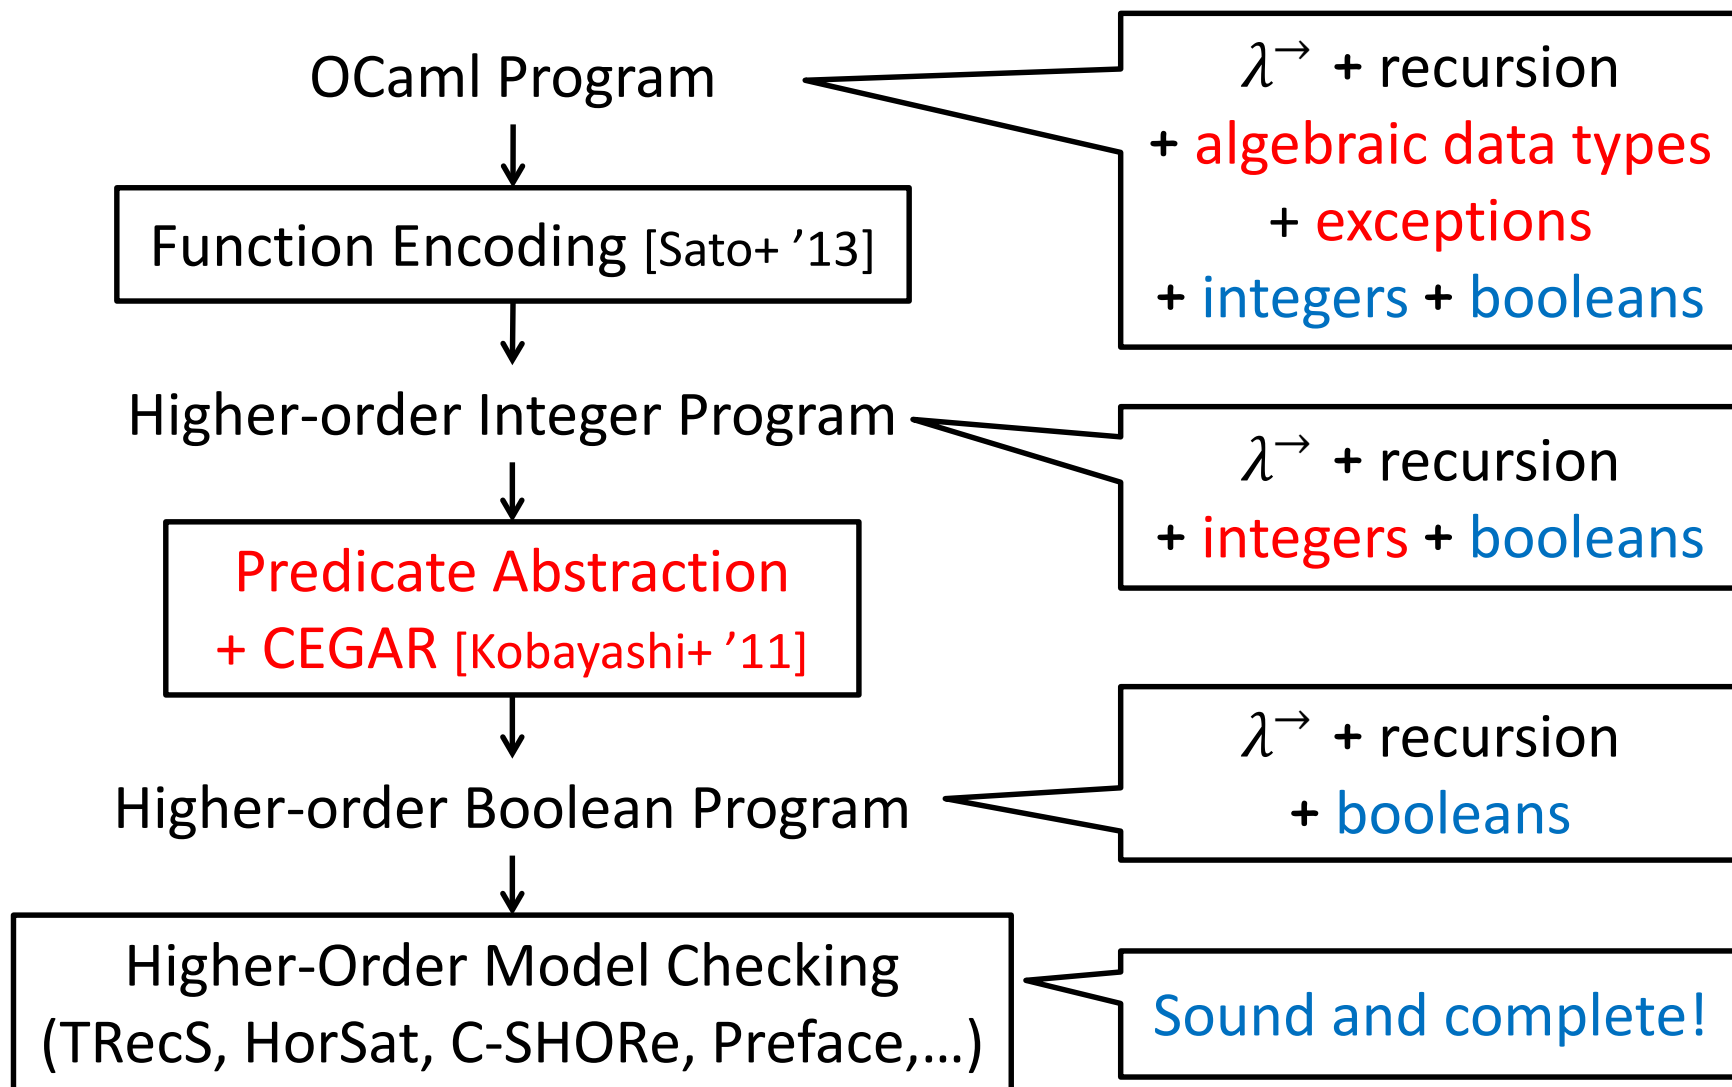 OCaml Program
λ→ + recursion
+ algebraic data types
+ exceptions
+ integers + booleans
Function Encoding [Sato+ ’13]
Higher-order Integer Program
λ→ + recursion
+ integers + booleans
Predicate Abstraction
+ CEGAR [Kobayashi+ ’11]
Higher-order Boolean Program
λ→ + recursion
+ booleans
Higher-Order Model Checking
(TRecS, HorSat, C-SHORe, Preface,...)
Sound and complete!